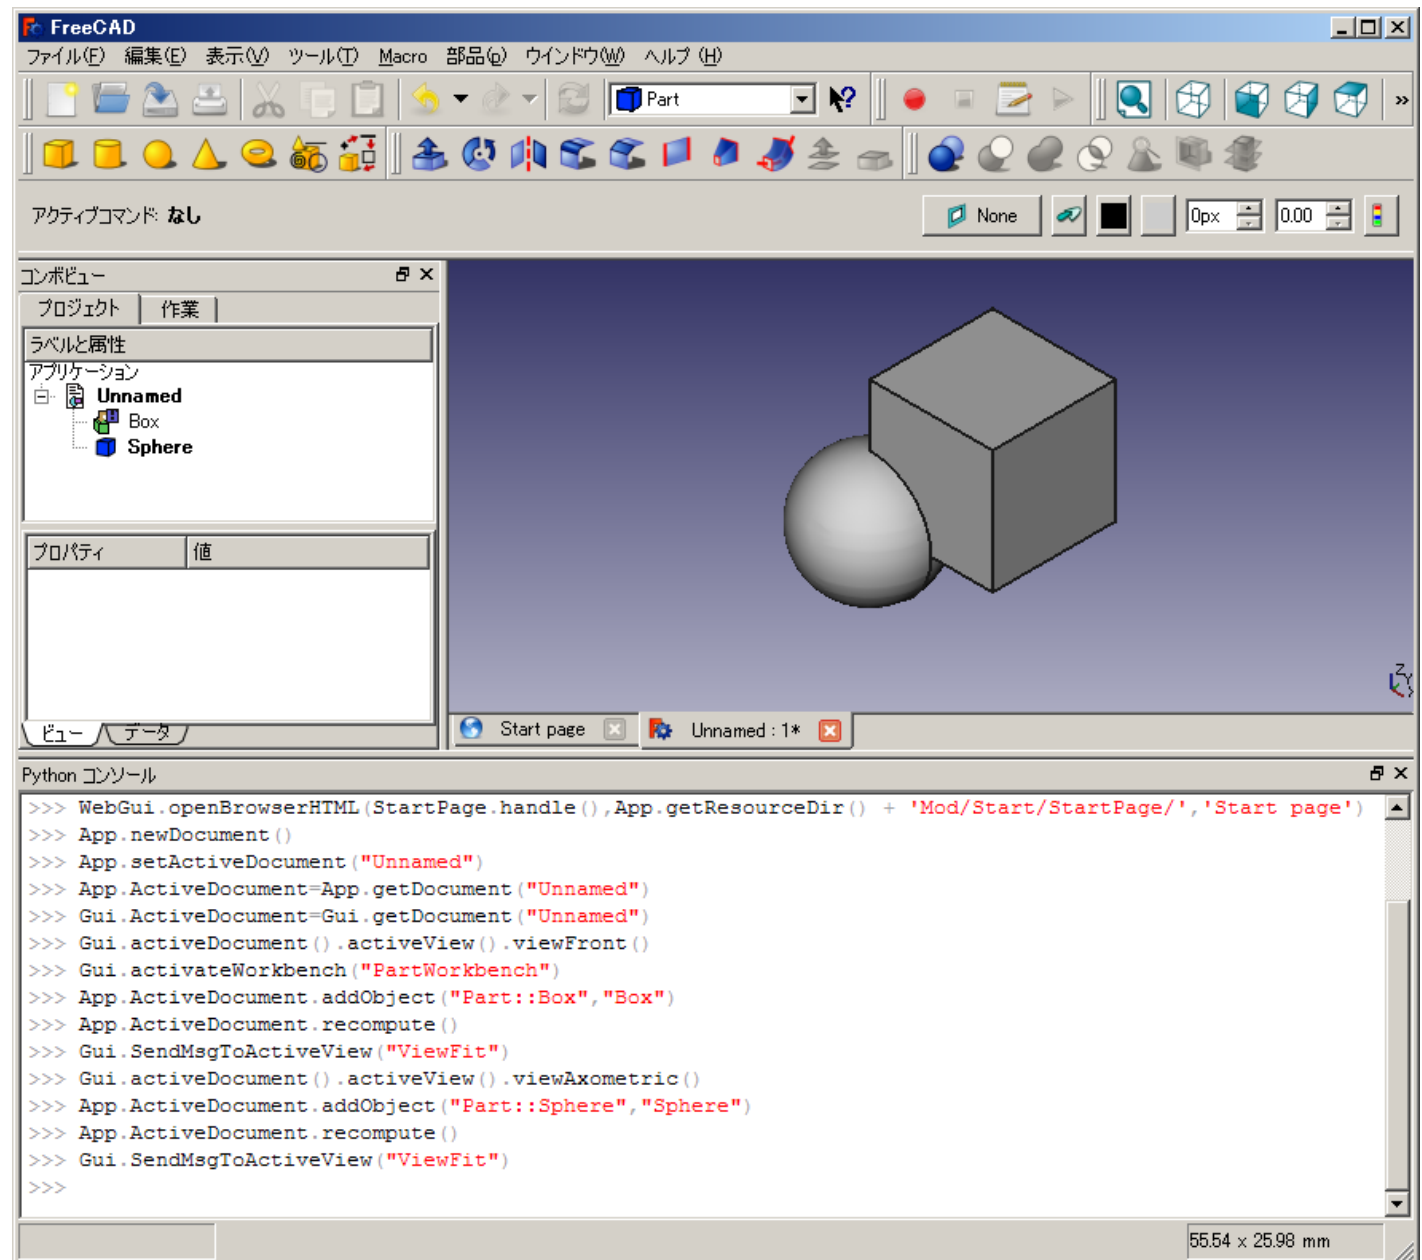 FreeCAD
ファイル(F) 編集(E) 表示(V) ツール(T) Macro 部品(p) ウインドウ(W) ヘルプ (H)
Part
»
アクティブコマンド: なし
None 0px 0.00
コンボビュー
プロジェクト 作業
ラベルと属性
アプリケーション
Unnamed
Box
Sphere
プロパティ 値
ビュー データ
Z
Y
X
Start page Unnamed : 1*
Python コンソール
>>> WebGui.openBrowserHTML(StartPage.handle(),App.getResourceDir() + 'Mod/Start/StartPage/','Start page')
>>> App.newDocument()
>>> App.setActiveDocument("Unnamed")
>>> App.ActiveDocument=App.getDocument("Unnamed")
>>> Gui.ActiveDocument=Gui.getDocument("Unnamed")
>>> Gui.activeDocument().activeView().viewFront()
>>> Gui.activateWorkbench("PartWorkbench")
>>> App.ActiveDocument.addObject("Part::Box","Box")
>>> App.ActiveDocument.recompute()
>>> Gui.SendMsgToActiveView("ViewFit")
>>> Gui.activeDocument().activeView().viewAxometric()
>>> App.ActiveDocument.addObject("Part::Sphere","Sphere")
>>> App.ActiveDocument.recompute()
>>> Gui.SendMsgToActiveView("ViewFit")
>>>
55.54 x 25.98 mm